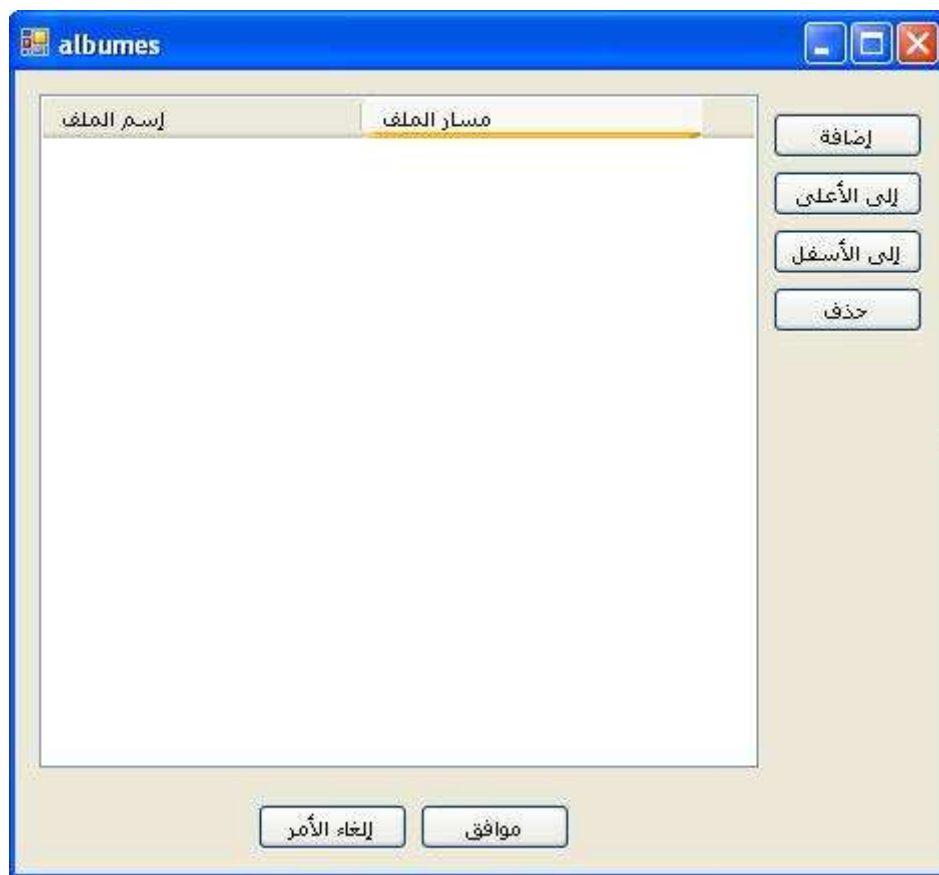 albumes
إسم الملف
مسار الملف
إضافة
إلى الأعلى
إلى الأسفل
حذف
إلغاء الأمر
موافق